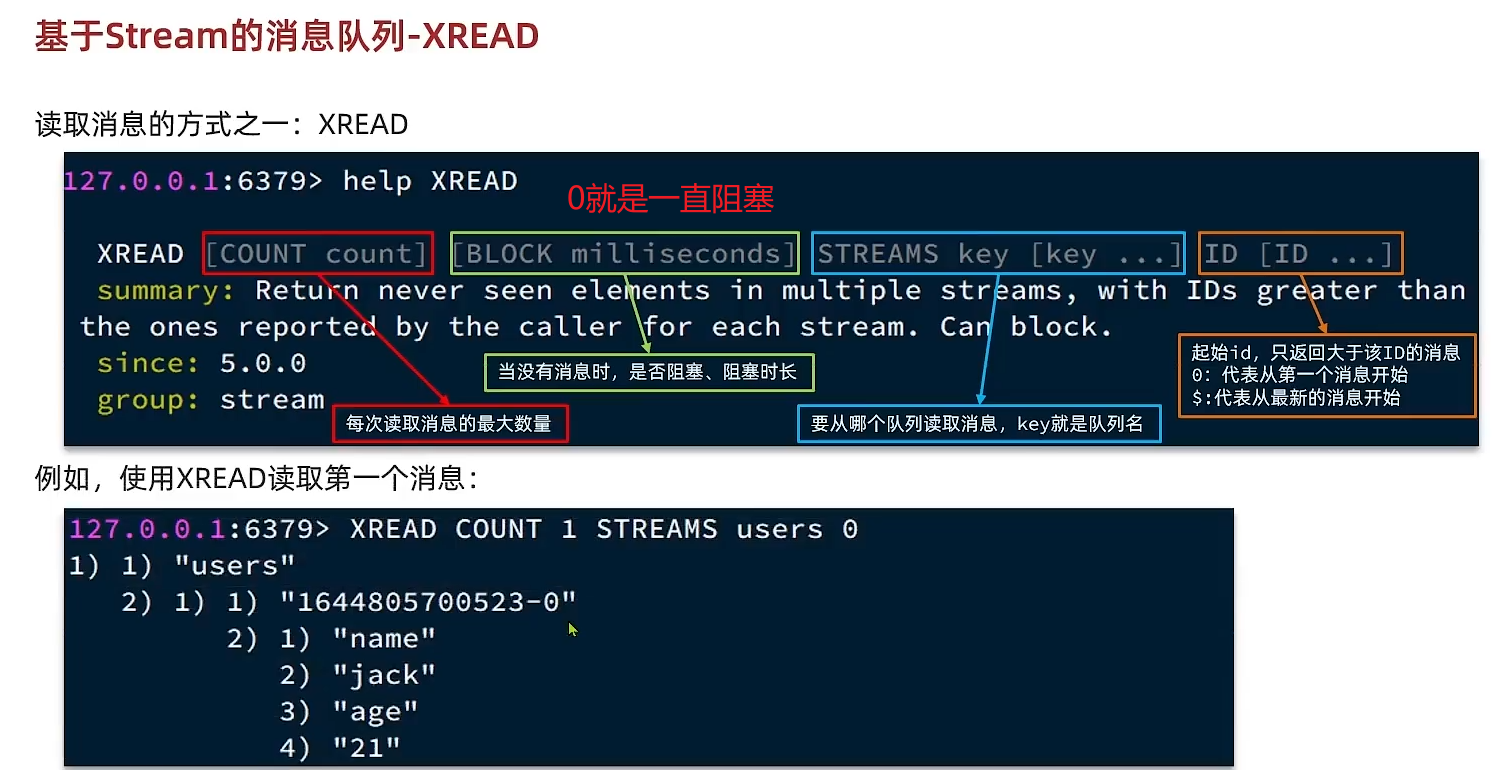 基于Stream的消息队列-XREAD
读取消息的方式之一：XREAD
127.0.0.1:6379> help XREAD
0就是一直阻塞
XREAD [COUNT count] [BLOCK milliseconds] STREAMS key [key ...] ID [ID ...]
summary: Return never seen elements in multiple streams, with IDs greater than
the ones reported by the caller for each stream. Can block.
since: 5.0.0
group: stream
当没有消息时，是否阻塞、阻塞时长
每次读取消息的最大数量
要从哪个队列读取消息，key就是队列名
起始id，只返回大于该ID的消息
0：代表从第一个消息开始
$:代表从最新的消息开始
例如，使用XREAD读取第一个消息：
127.0.0.1:6379> XREAD COUNT 1 STREAMS users 0
1) 1) "users"
2) 1) 1) "1644805700523-0"
2) 1) "name"
2) "jack"
3) "age"
4) "21"